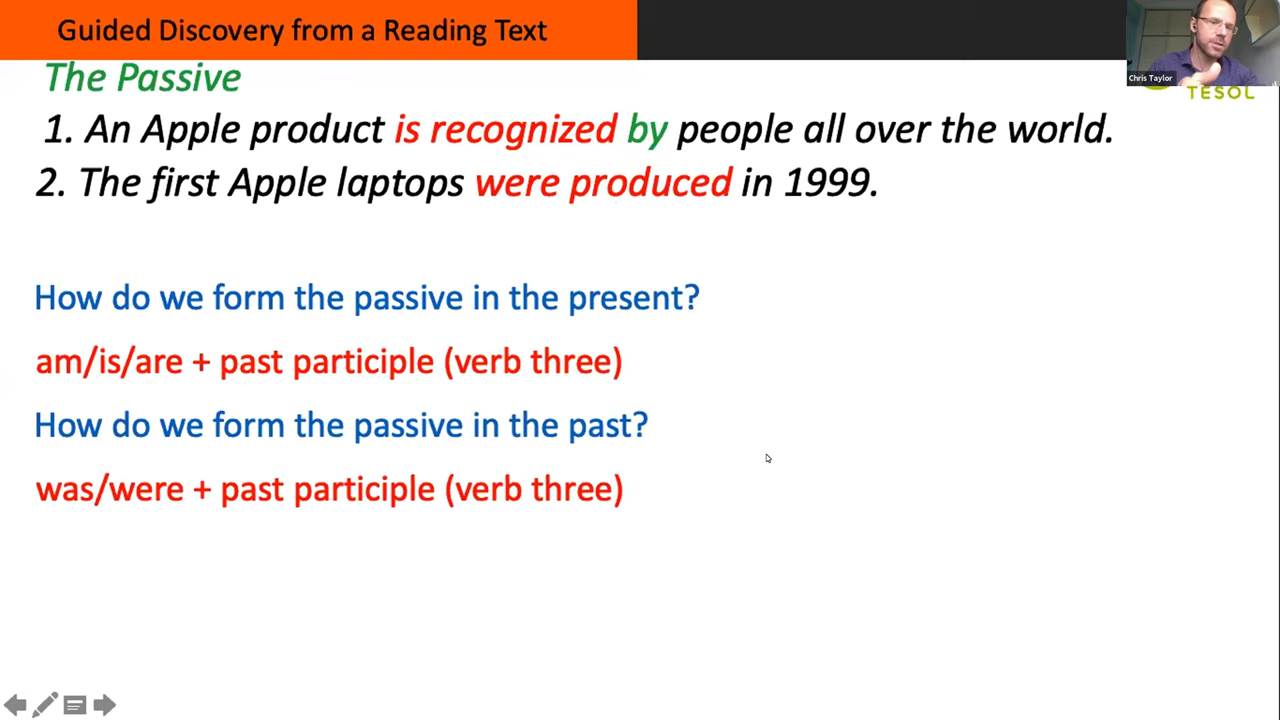 Guided Discovery from a Reading Text
Chris Taylor
TESOL
The Passive
1. An Apple product is recognized by people all over the world.
2. The first Apple laptops were produced in 1999.
How do we form the passive in the present?
am/is/are + past participle (verb three)
How do we form the passive in the past?
was/were + past participle (verb three)